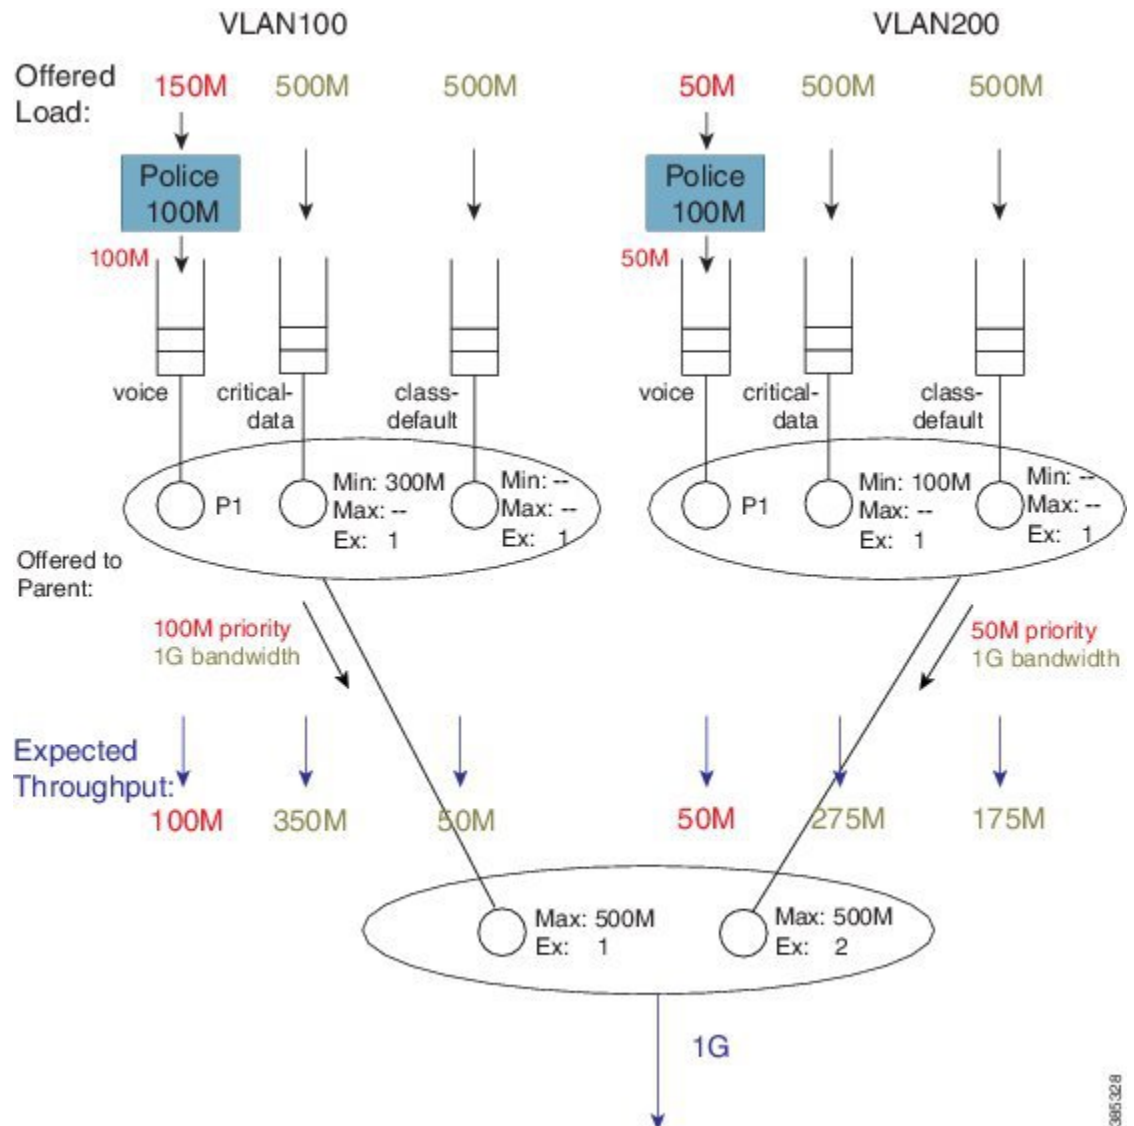 VLAN100
VLAN200
Offered
Load:
150M
500M
500M
50M
500M
500M
Police
100M
Police
100M
100M
50M
voice
critical-
data
class-
default
voice
critical-
data
class-
default
P1
Min: 300M
Max: --
Ex: 1
Min: --
Max: --
Ex: 1
P1
Min: 100M
Max: --
Ex: 1
Min: --
Max: --
Ex: 1
Offered to
Parent:
100M priority
1G bandwidth
50M priority
1G bandwidth
Expected
Throughput:
100M
350M
50M
50M
275M
175M
Max: 500M
Ex: 1
Max: 500M
Ex: 2
1G
385328